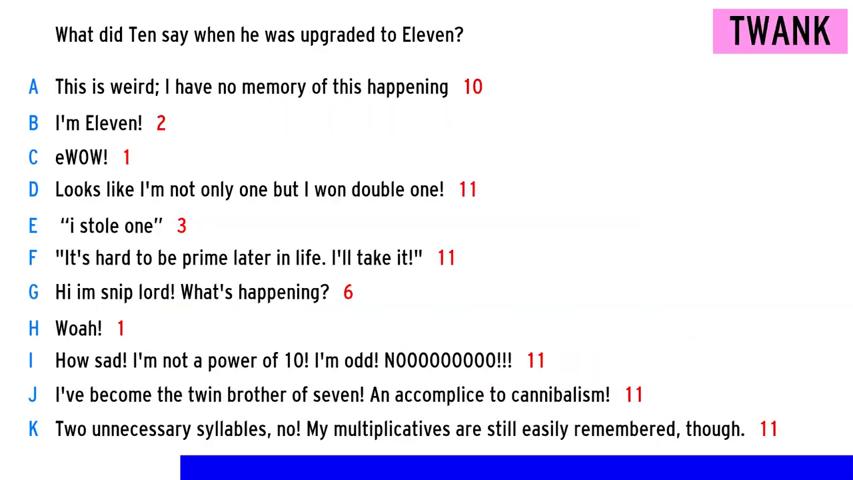 What did Ten say when he was upgraded to Eleven?
TWANK
A This is weird; I have no memory of this happening 10
B I'm Eleven! 2
C eWOW! 1
D Looks like I'm not only one but I won double one! 11
E “i stole one” 3
F "It's hard to be prime later in life. I'll take it!" 11
G Hi im snip lord! What's happening? 6
H Woah! 1
I How sad! I'm not a power of 10! I'm odd! NOOOOOOOOO!!! 11
J I've become the twin brother of seven! An accomplice to cannibalism! 11
K Two unnecessary syllables, no! My multiplicatives are still easily remembered, though. 11